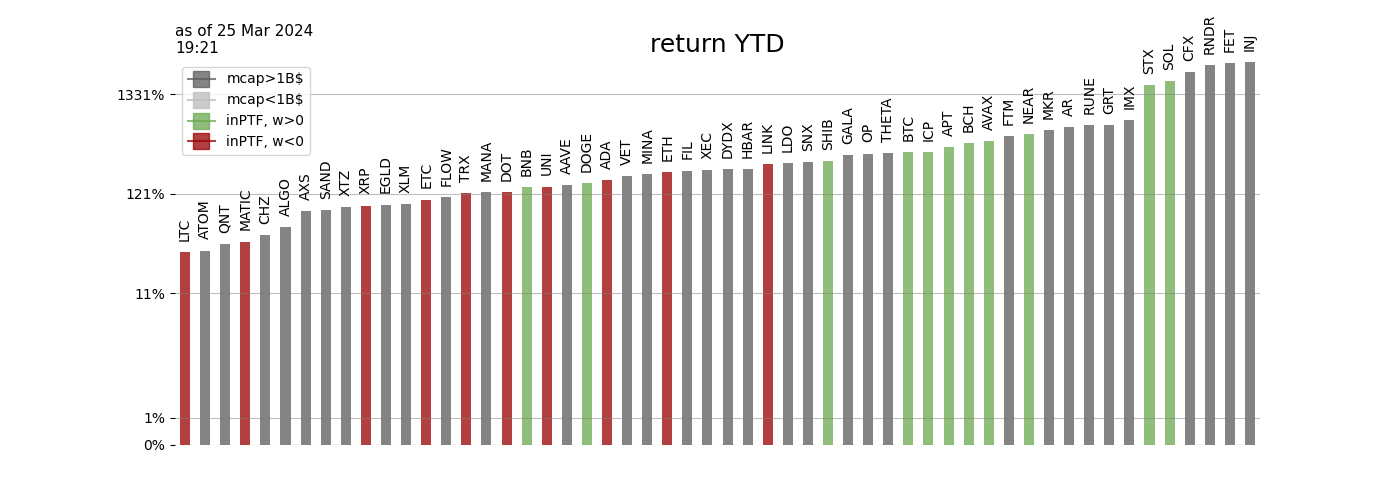 as of 25 Mar 2024
19:21
return YTD
mcap>1B$
mcap<1B$
inPTF, w>0
inPTF, w<0
1331%
121%
11%
1%
0%
LTC
ATOM
QNT
MATIC
CHZ
ALGO
AXS
SAND
XTZ
XRP
EGLD
XLM
ETC
FLOW
TRX
MANA
DOT
BNB
UNI
AAVE
DOGE
ADA
VET
MINA
ETH
FIL
XEC
DYDX
HBAR
LINK
LDO
SNX
SHIB
GALA
OP
THETA
BTC
ICP
APT
BCH
AVAX
FTM
NEAR
MKR
AR
RUNE
GRT
IMX
STX
SOL
CFX
RNDR
FET
INJ